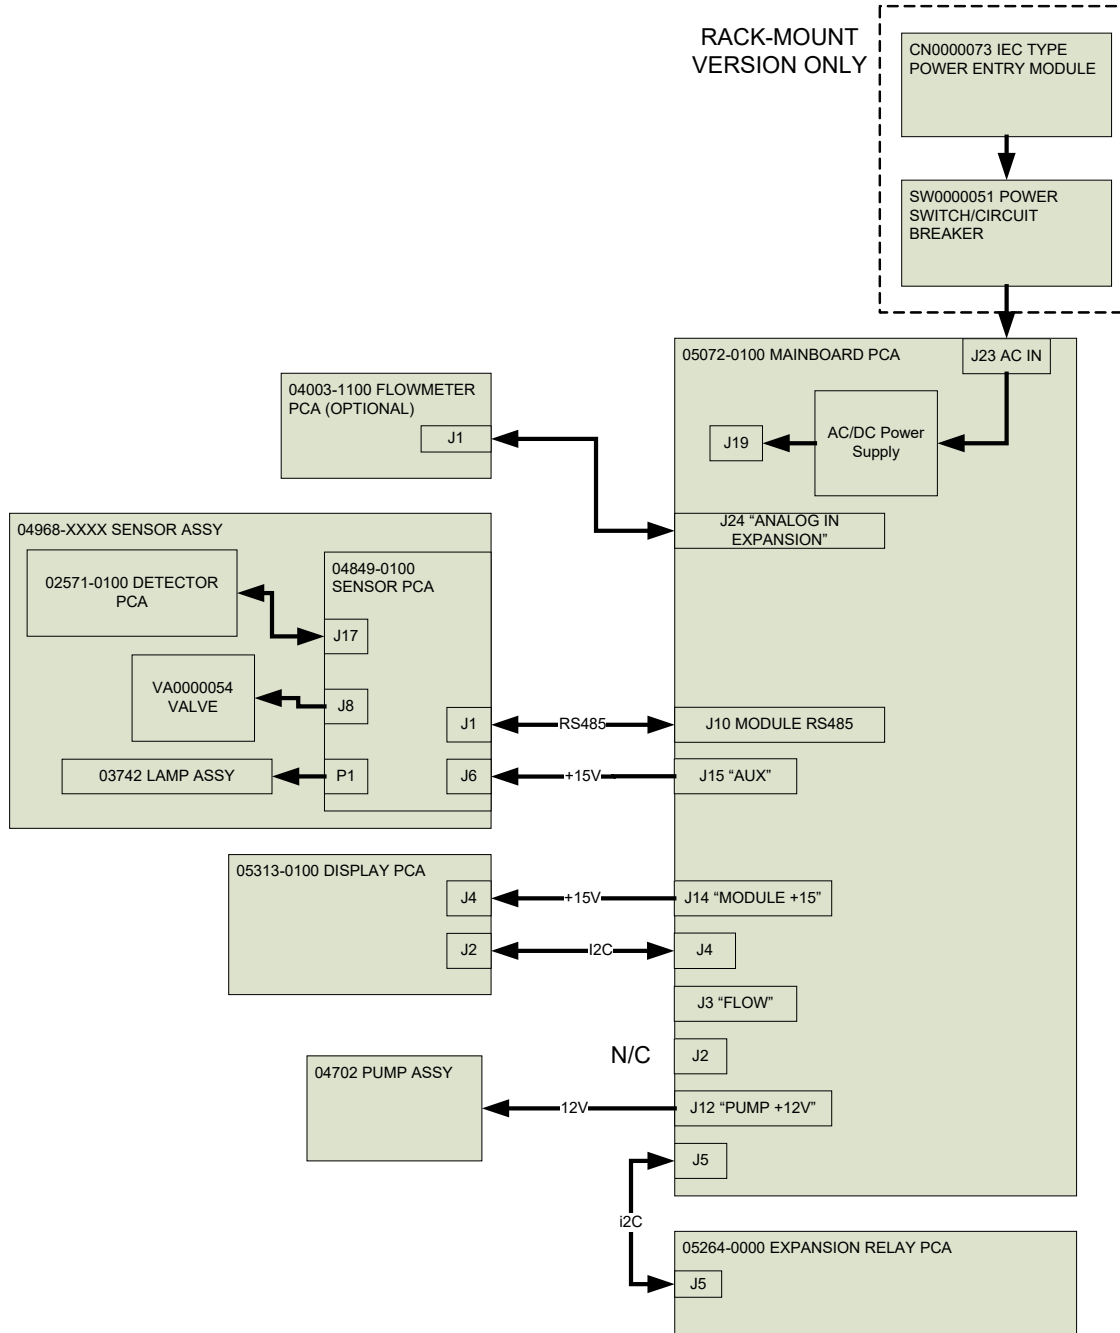 RACK-MOUNT
VERSION ONLY
CN0000073 IEC TYPE
POWER ENTRY MODULE
SW0000051 POWER
SWITCH/CIRCUIT
BREAKER
05072-0100 MAINBOARD PCA
J23 AC IN
AC/DC Power
Supply
J19
04003-1100 FLOWMETER
PCA (OPTIONAL)
J1
J24 “ANALOG IN
EXPANSION”
04968-XXXX SENSOR ASSY
04849-0100
SENSOR PCA
02571-0100 DETECTOR
PCA
J17
VA0000054
VALVE
J8
J1
RS485
J10 MODULE RS485
03742 LAMP ASSY
P1
J6
+15V
J15 “AUX”
05313-0100 DISPLAY PCA
J4
+15V
J14 “MODULE +15”
J2
I2C
J4
J3 “FLOW”
N/C
J2
04702 PUMP ASSY
12V
J12 “PUMP +12V”
J5
i2C
05264-0000 EXPANSION RELAY PCA
J5